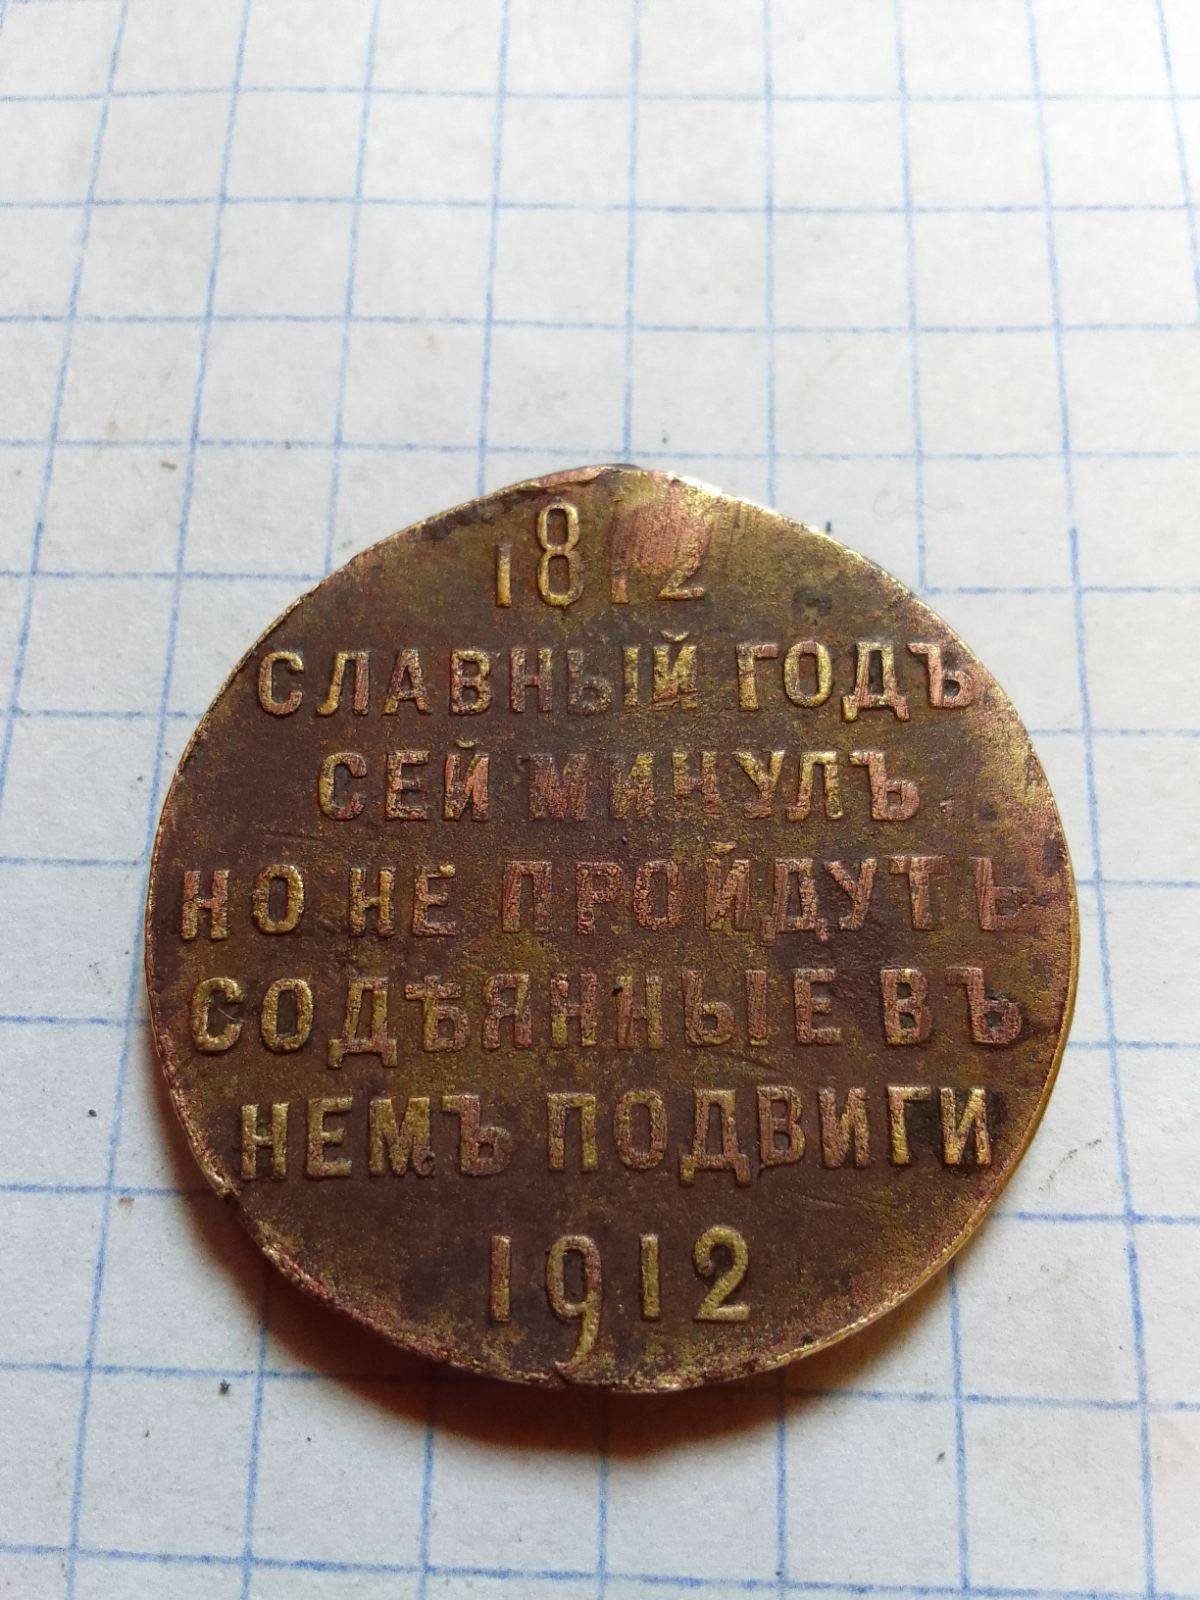 1812
СЛАВНЫЙ ГОДЪ
СЕЙ МИНУЛЪ,
НО НЕ ПРОЙДУТЪ
СОДѢЯННЫЕ ВЪ
НЕМЪ ПОДВИГИ
1912